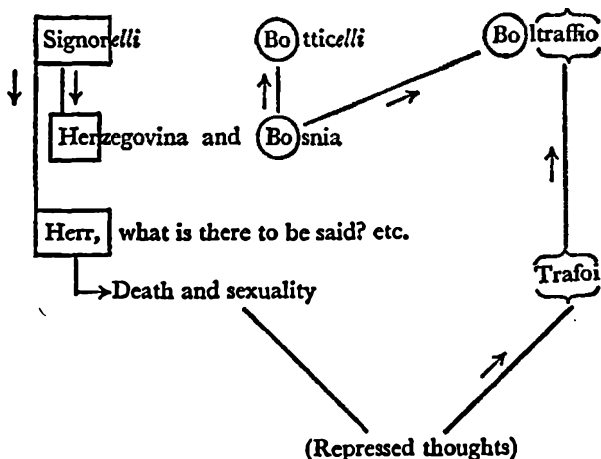 Signorelli Botticelli Boltraffio
Herzegovina and Bosnia
Herr, what is there to be said? etc.
Trafoi
Death and sexuality
(Repressed thoughts)